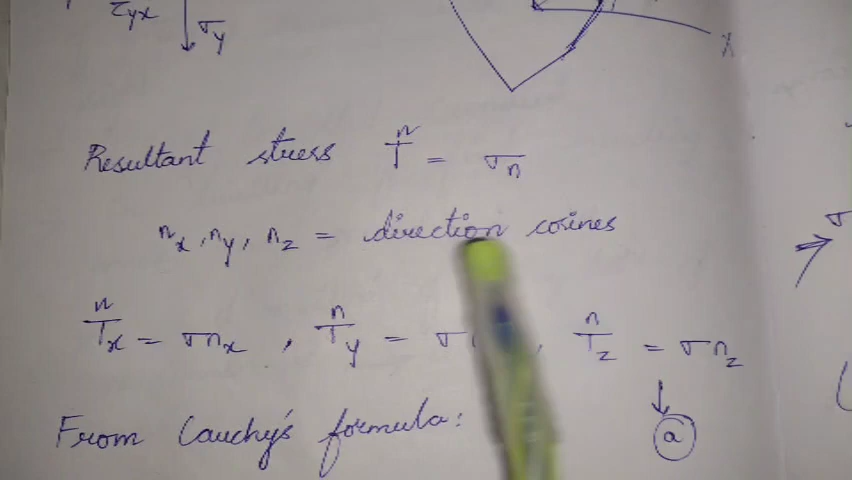 τyx σy
X
Resultant stress T^n = σn
nx, ny, nz = direction cosines
σ
T^n_x = σnx , T^n_y = σ , T^n_z = σnz
From Cauchy's formula: a